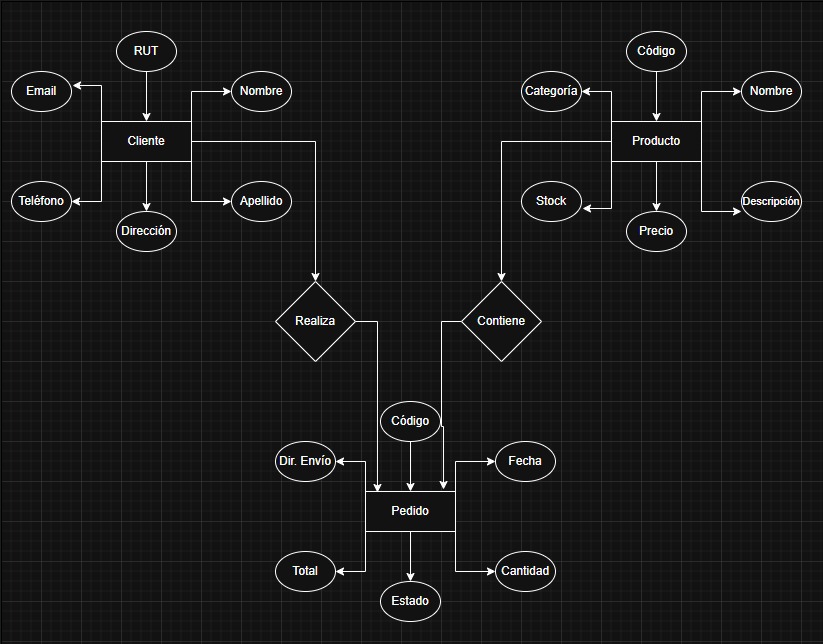 RUT
Código
Email
Nombre
Categoría
Nombre
Cliente
Producto
Teléfono
Apellido
Stock
Descripción
Dirección
Precio
Realiza
Contiene
Código
Dir. Envío
Fecha
Pedido
Total
Cantidad
Estado